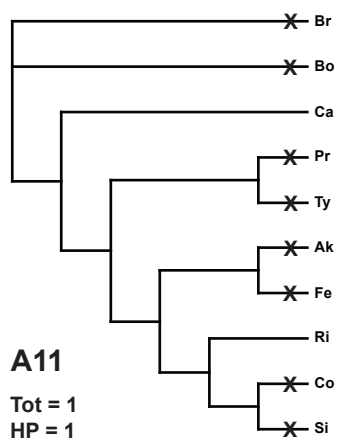 X Br
X Bo
Ca
X Pr
X Ty
X Ak
X Fe
Ri
X Co
X Si
A11
Tot = 1
HP = 1